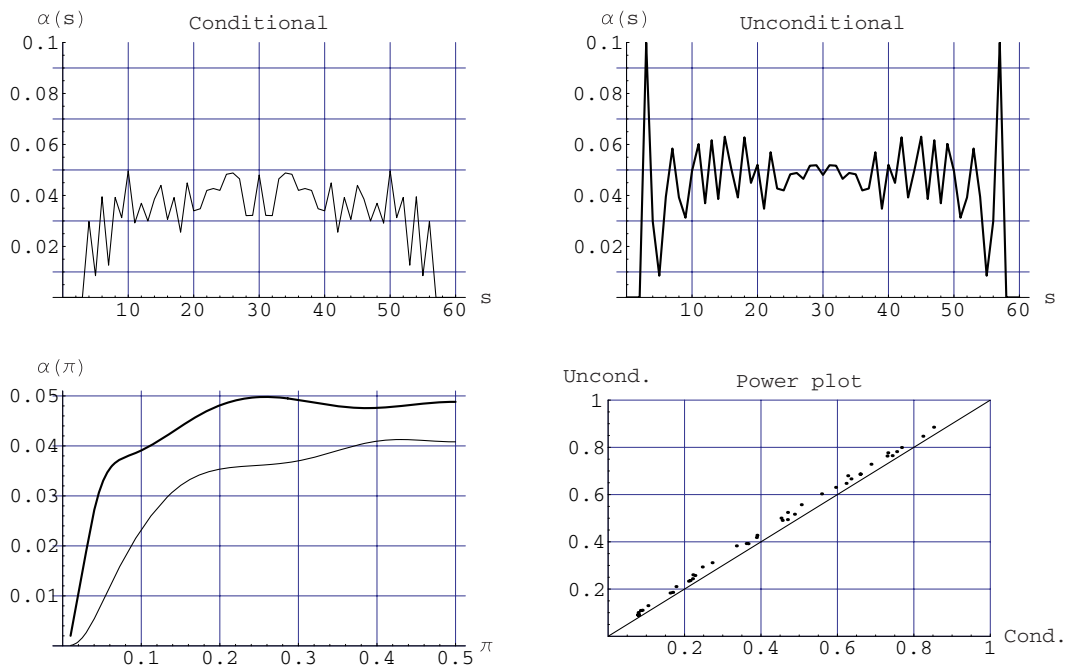 α(s)
Conditional
0.1
0.08
0.06
0.04
0.02
10 20 30 40 50 60 s
α(s)
Unconditional
0.1
0.08
0.06
0.04
0.02
10 20 30 40 50 60 s
α(π)
0.05
0.04
0.03
0.02
0.01
0.1 0.2 0.3 0.4 0.5 π
Uncond.
Power plot
1
0.8
0.6
0.4
0.2
0.2 0.4 0.6 0.8 1 Cond.